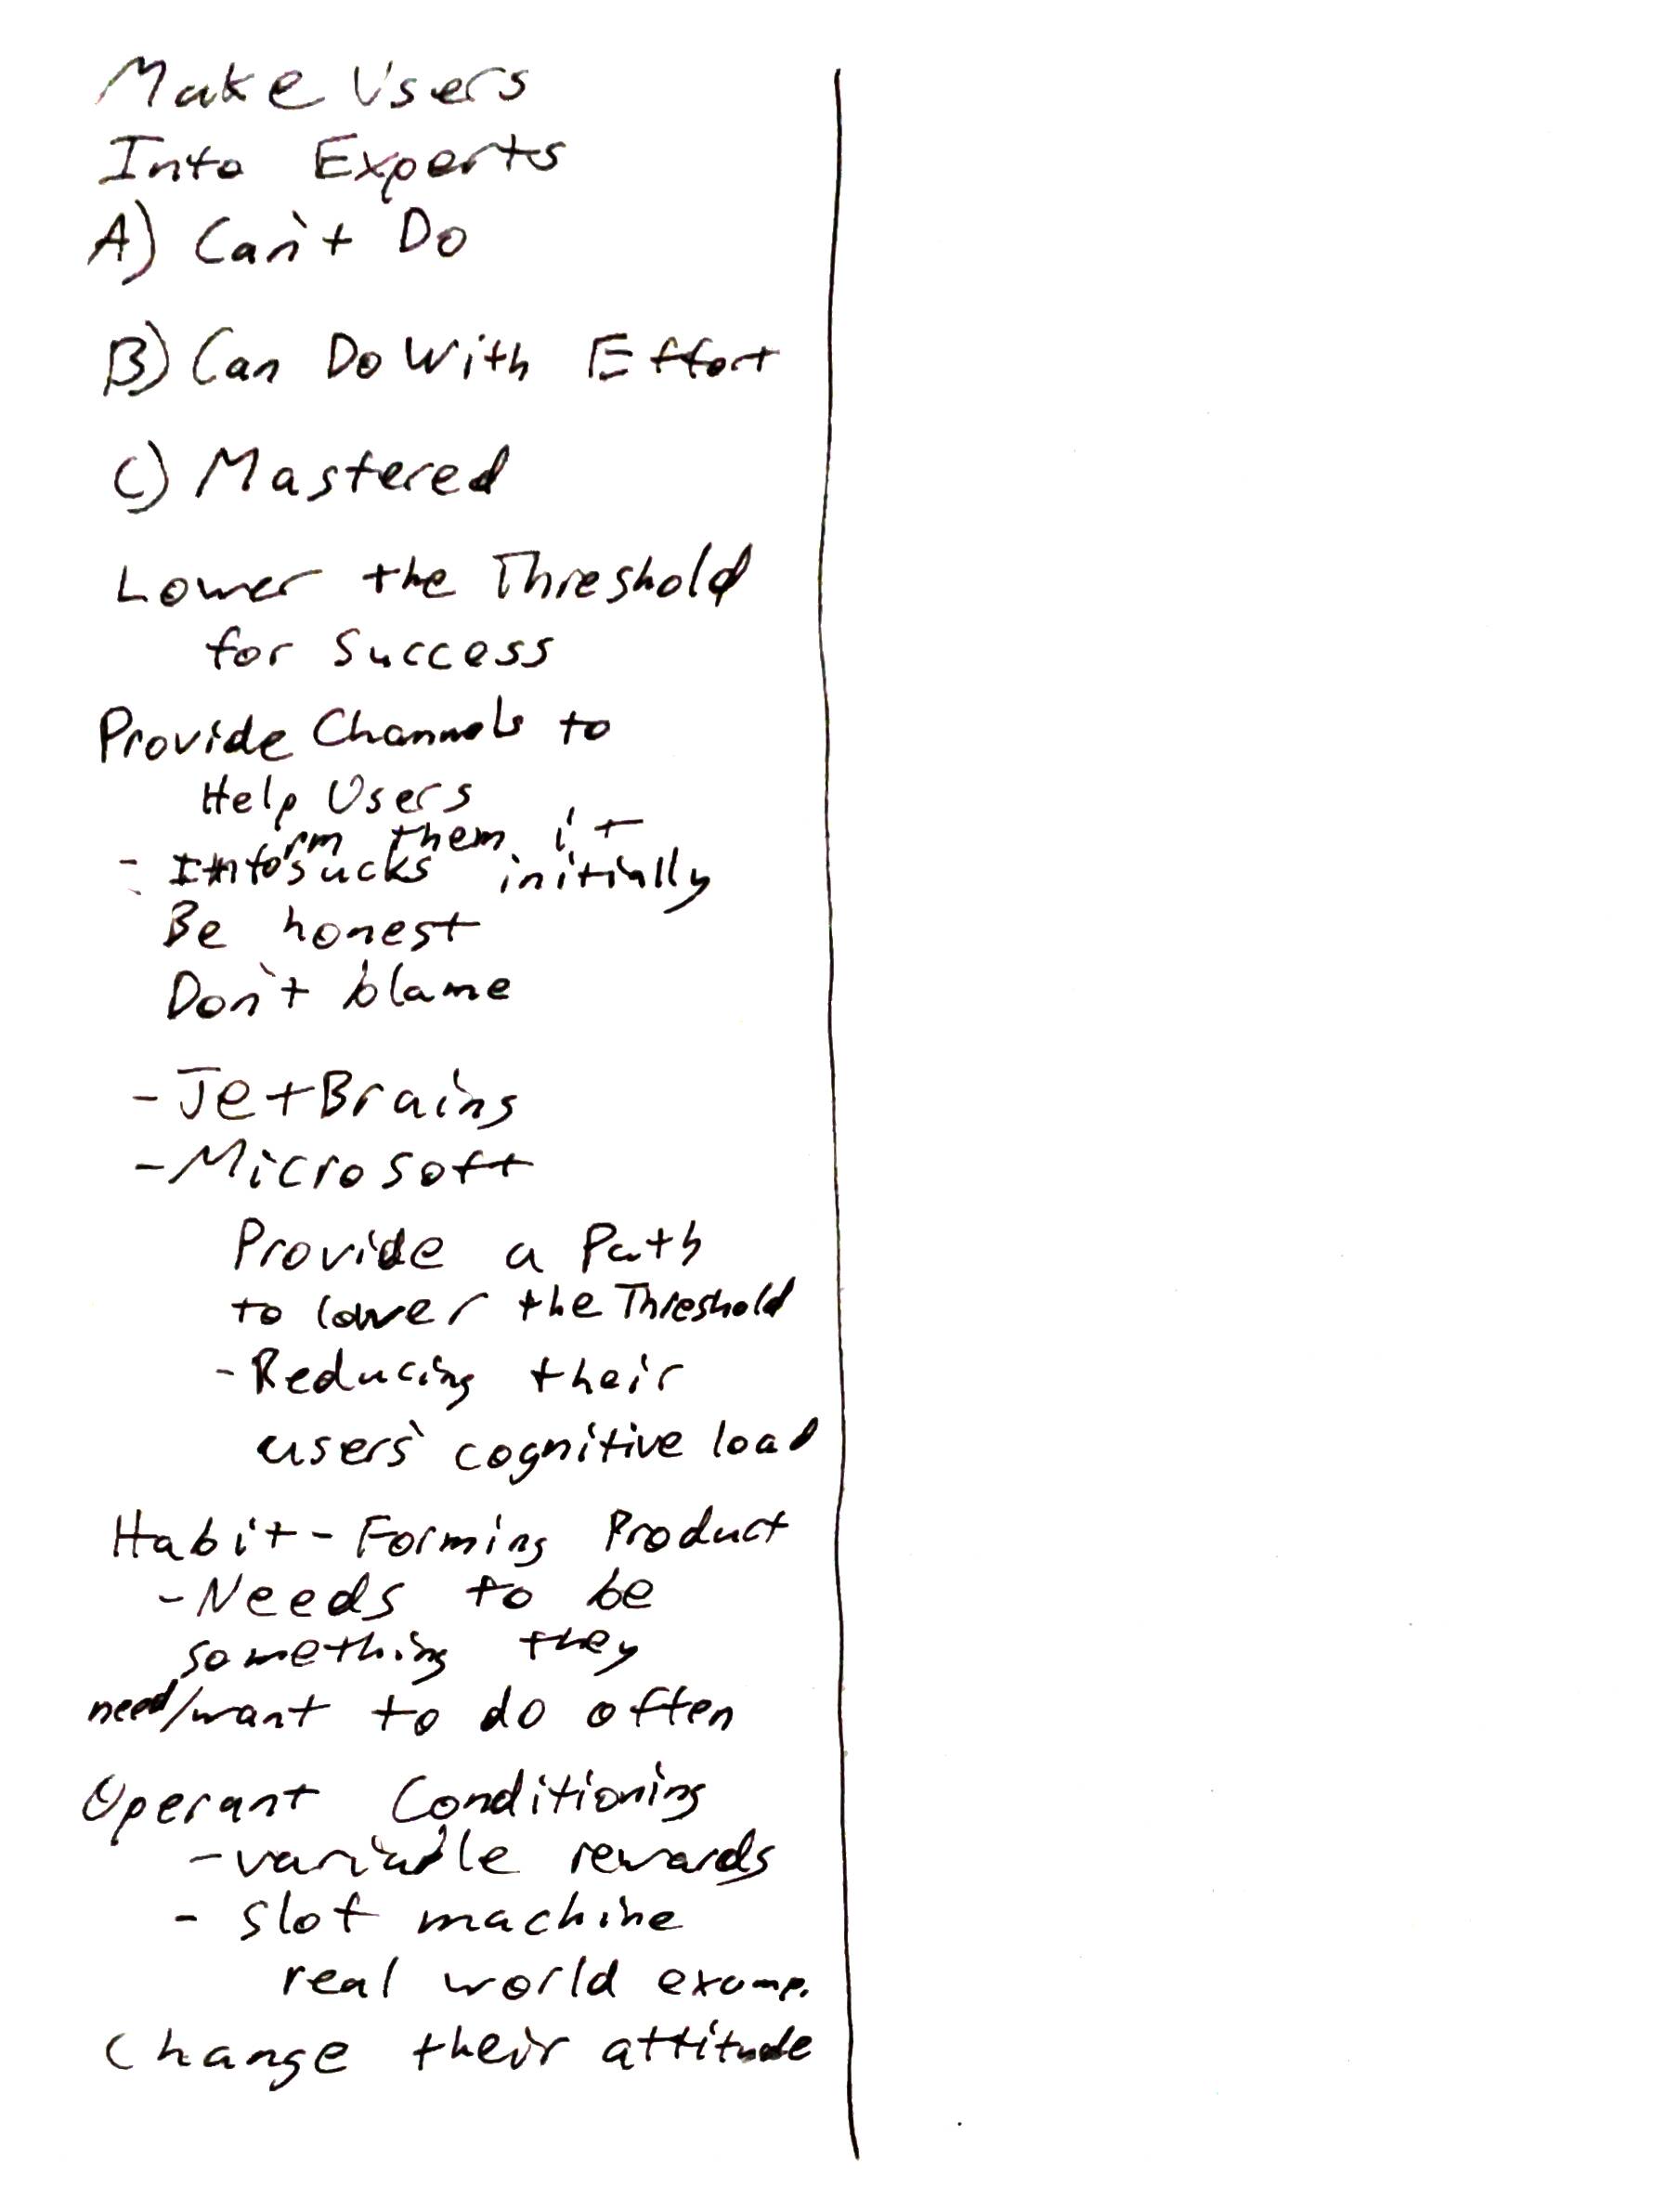 Make Users
Into Experts
A) Can't Do
B) Can Do With Effort
C) Mastered
Lower the Threshold
for Success
Provide Channels to
Help Users
- Inform them it
sucks initially
Be honest
Don't blame
- JetBrains
- Microsoft
Provide a Path
to lower the Threshold
- Reducing their
users' cognitive load
Habit-Forming Product
- Needs to be
something they
need/want to do often
Operant Conditioning
- variable rewards
- slot machine
real world examp.
Change their attitude